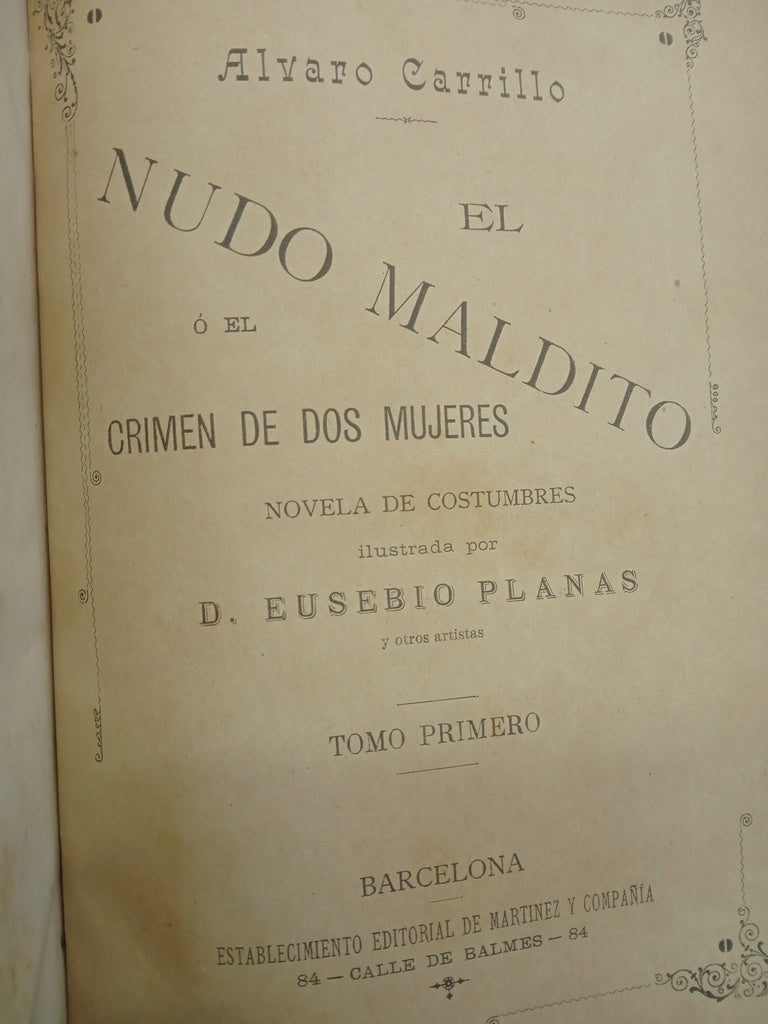 Alvaro Carrillo
EL
NUDO MALDITO
Ó EL
CRIMEN DE DOS MUJERES
NOVELA DE COSTUMBRES
ilustrada por
D. EUSEBIO PLANAS
y otros artistas
TOMO PRIMERO
BARCELONA
ESTABLECIMIENTO EDITORIAL DE MARTINEZ Y COMPAÑÍA
84 — CALLE DE BALMES — 84